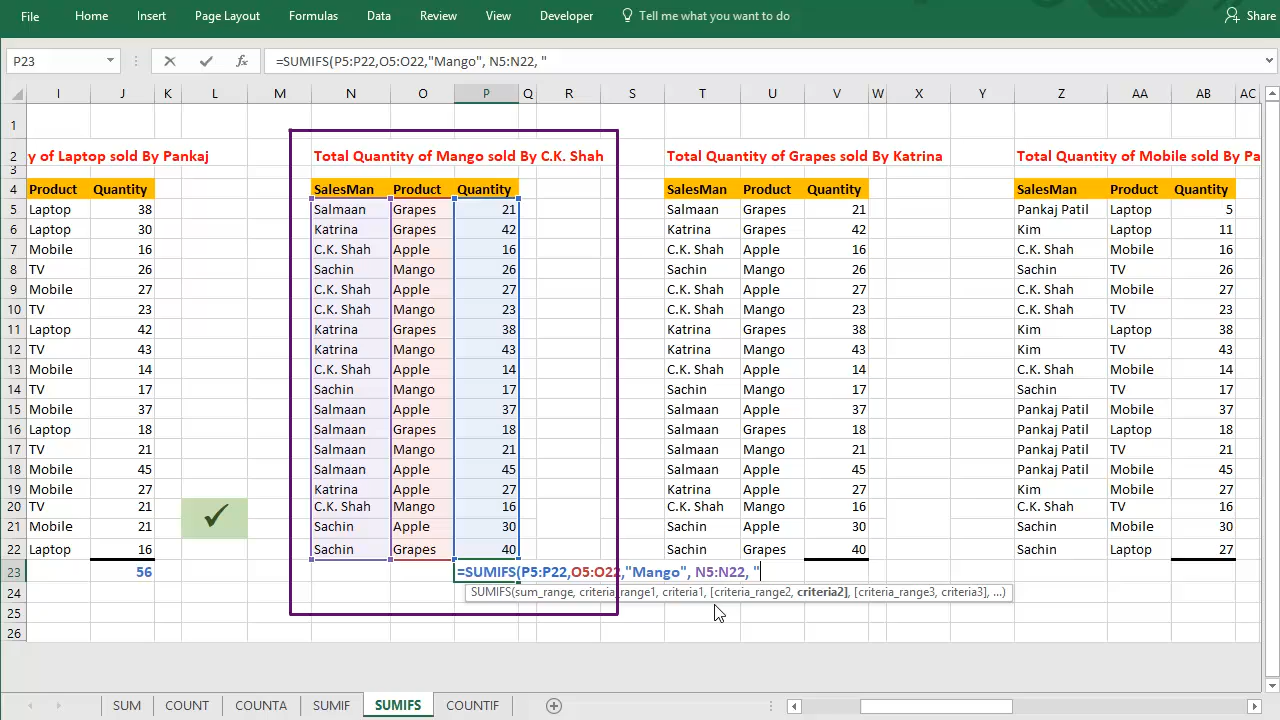 File Home Insert Page Layout Formulas Data Review View Developer Tell me what you want to do Share
P23 fx =SUMIFS(P5:P22,O5:O22,"Mango", N5:N22, "
I J K L M N O P Q R S T U V W X Y Z AA AB AC
1
2 y of Laptop sold By Pankaj Total Quantity of Mango sold By C.K. Shah Total Quantity of Grapes sold By Katrina Total Quantity of Mobile sold By Pa
3
4 Product Quantity SalesMan Product Quantity SalesMan Product Quantity SalesMan Product Quantity
5 Laptop 38 Salmaan Grapes 21 Salmaan Grapes 21 Pankaj Patil Laptop 5
6 Laptop 30 Katrina Grapes 42 Katrina Grapes 42 Kim Laptop 11
7 Mobile 16 C.K. Shah Apple 16 C.K. Shah Apple 16 C.K. Shah Mobile 16
8 TV 26 Sachin Mango 26 Sachin Mango 26 Sachin TV 26
9 Mobile 27 C.K. Shah Apple 27 C.K. Shah Apple 27 C.K. Shah Mobile 27
10 TV 23 C.K. Shah Mango 23 C.K. Shah Mango 23 C.K. Shah TV 23
11 Laptop 42 Katrina Grapes 38 Katrina Grapes 38 Kim Laptop 38
12 TV 43 Katrina Mango 43 Katrina Mango 43 Kim TV 43
13 Mobile 14 C.K. Shah Apple 14 C.K. Shah Apple 14 C.K. Shah Mobile 14
14 TV 17 Sachin Mango 17 Sachin Mango 17 Sachin TV 17
15 Mobile 37 Salmaan Apple 37 Salmaan Apple 37 Pankaj Patil Mobile 37
16 Laptop 18 Salmaan Grapes 18 Salmaan Grapes 18 Pankaj Patil Laptop 18
17 TV 21 Salmaan Mango 21 Salmaan Mango 21 Pankaj Patil TV 21
18 Mobile 45 Salmaan Apple 45 Salmaan Apple 45 Pankaj Patil Mobile 45
19 Mobile 27 Katrina Apple 27 Katrina Apple 27 Kim Mobile 27
20 TV 21 C.K. Shah Mango 16 C.K. Shah Mango 16 C.K. Shah TV 16
21 Mobile 21 Sachin Apple 30 Sachin Apple 30 Sachin Mobile 30
22 Laptop 16 Sachin Grapes 40 Sachin Grapes 40 Sachin Laptop 27
23 56 =SUMIFS(P5:P22,O5:O22,"Mango", N5:N22, "
24 SUMIFS(sum_range, criteria_range1, criteria1, [criteria_range2, criteria2], [criteria_range3, criteria3], ...)
25
26
SUM COUNT COUNTA SUMIF SUMIFS COUNTIF